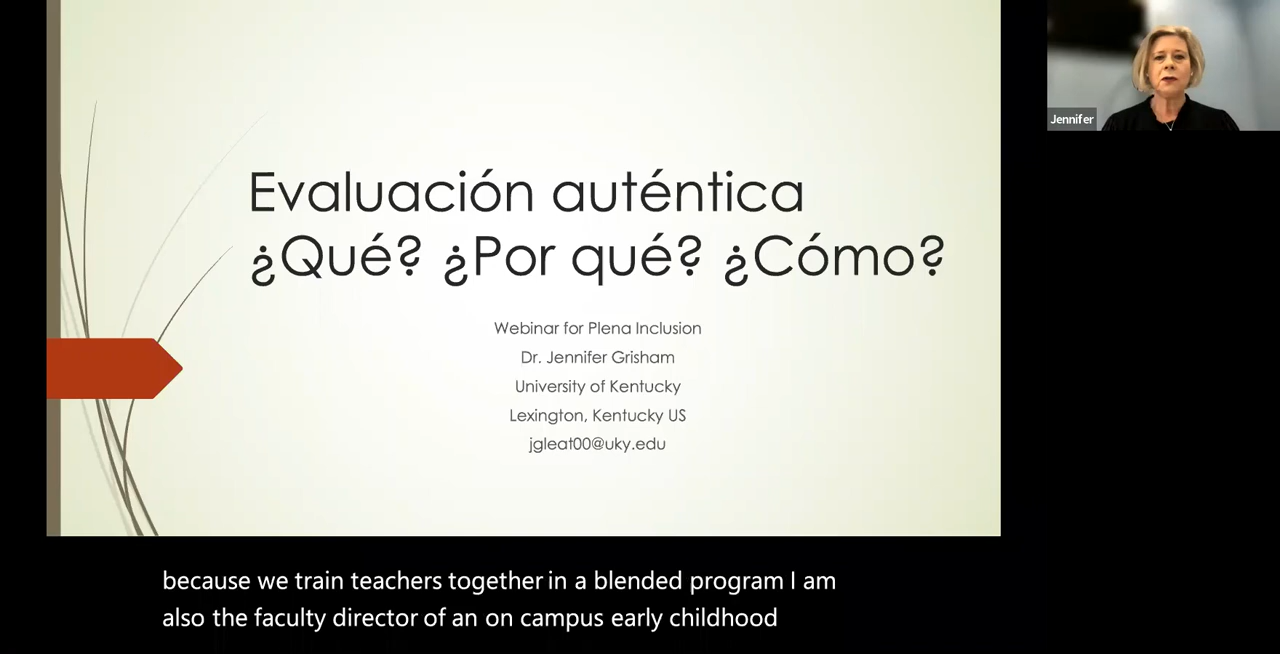 Evaluación auténtica
¿Qué? ¿Por qué? ¿Cómo?
Webinar for Plena Inclusion
Dr. Jennifer Grisham
University of Kentucky
Lexington, Kentucky US
jgleat00@uky.edu
Jennifer
because we train teachers together in a blended program I am
also the faculty director of an on campus early childhood